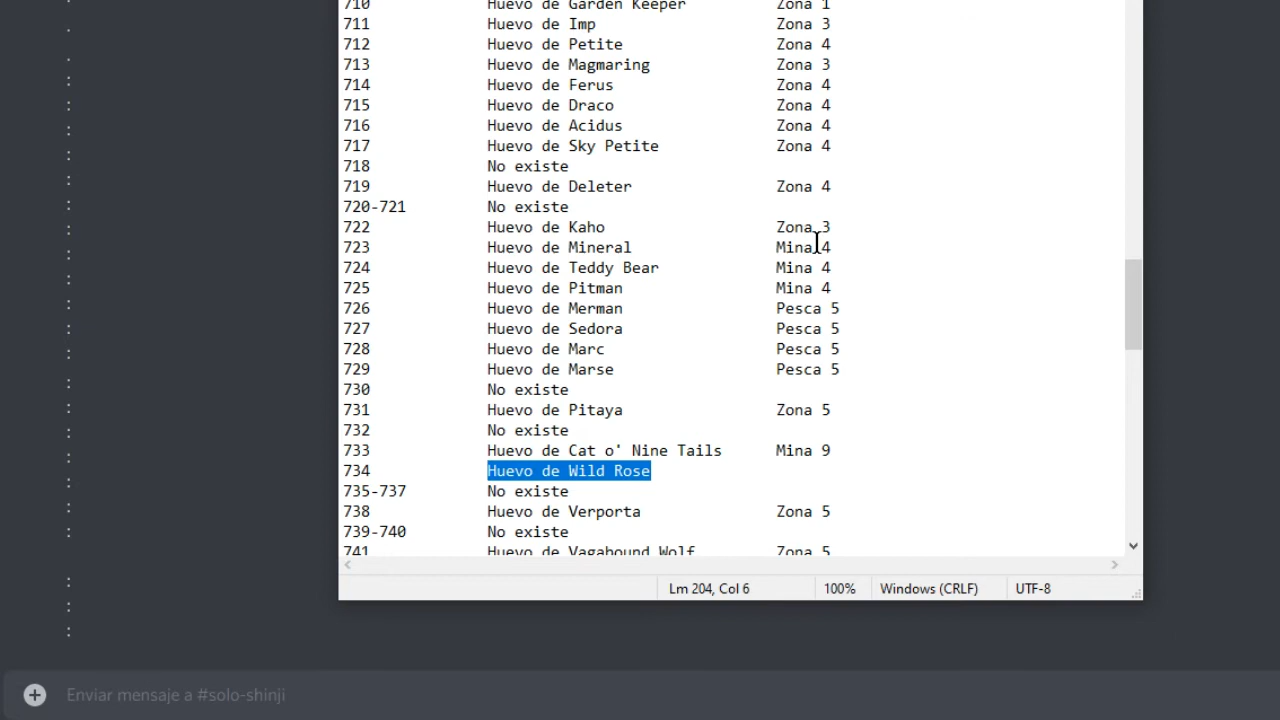 710 Huevo de Garden Keeper Zona 1
711 Huevo de Imp Zona 3
712 Huevo de Petite Zona 4
713 Huevo de Magmaring Zona 3
714 Huevo de Ferus Zona 4
715 Huevo de Draco Zona 4
716 Huevo de Acidus Zona 4
717 Huevo de Sky Petite Zona 4
718 No existe
719 Huevo de Deleter Zona 4
720-721 No existe
722 Huevo de Kaho Zona 3
723 Huevo de Mineral Mina 4
724 Huevo de Teddy Bear Mina 4
725 Huevo de Pitman Mina 4
726 Huevo de Merman Pesca 5
727 Huevo de Sedora Pesca 5
728 Huevo de Marc Pesca 5
729 Huevo de Marse Pesca 5
730 No existe
731 Huevo de Pitaya Zona 5
732 No existe
733 Huevo de Cat o' Nine Tails Mina 9
734 Huevo de Wild Rose
735-737 No existe
738 Huevo de Verporta Zona 5
739-740 No existe
741 Huevo de Vagabound Wolf Zona 5
Lm 204, Col 6 100% Windows (CRLF) UTF-8
Enviar mensaje a #solo-shinji